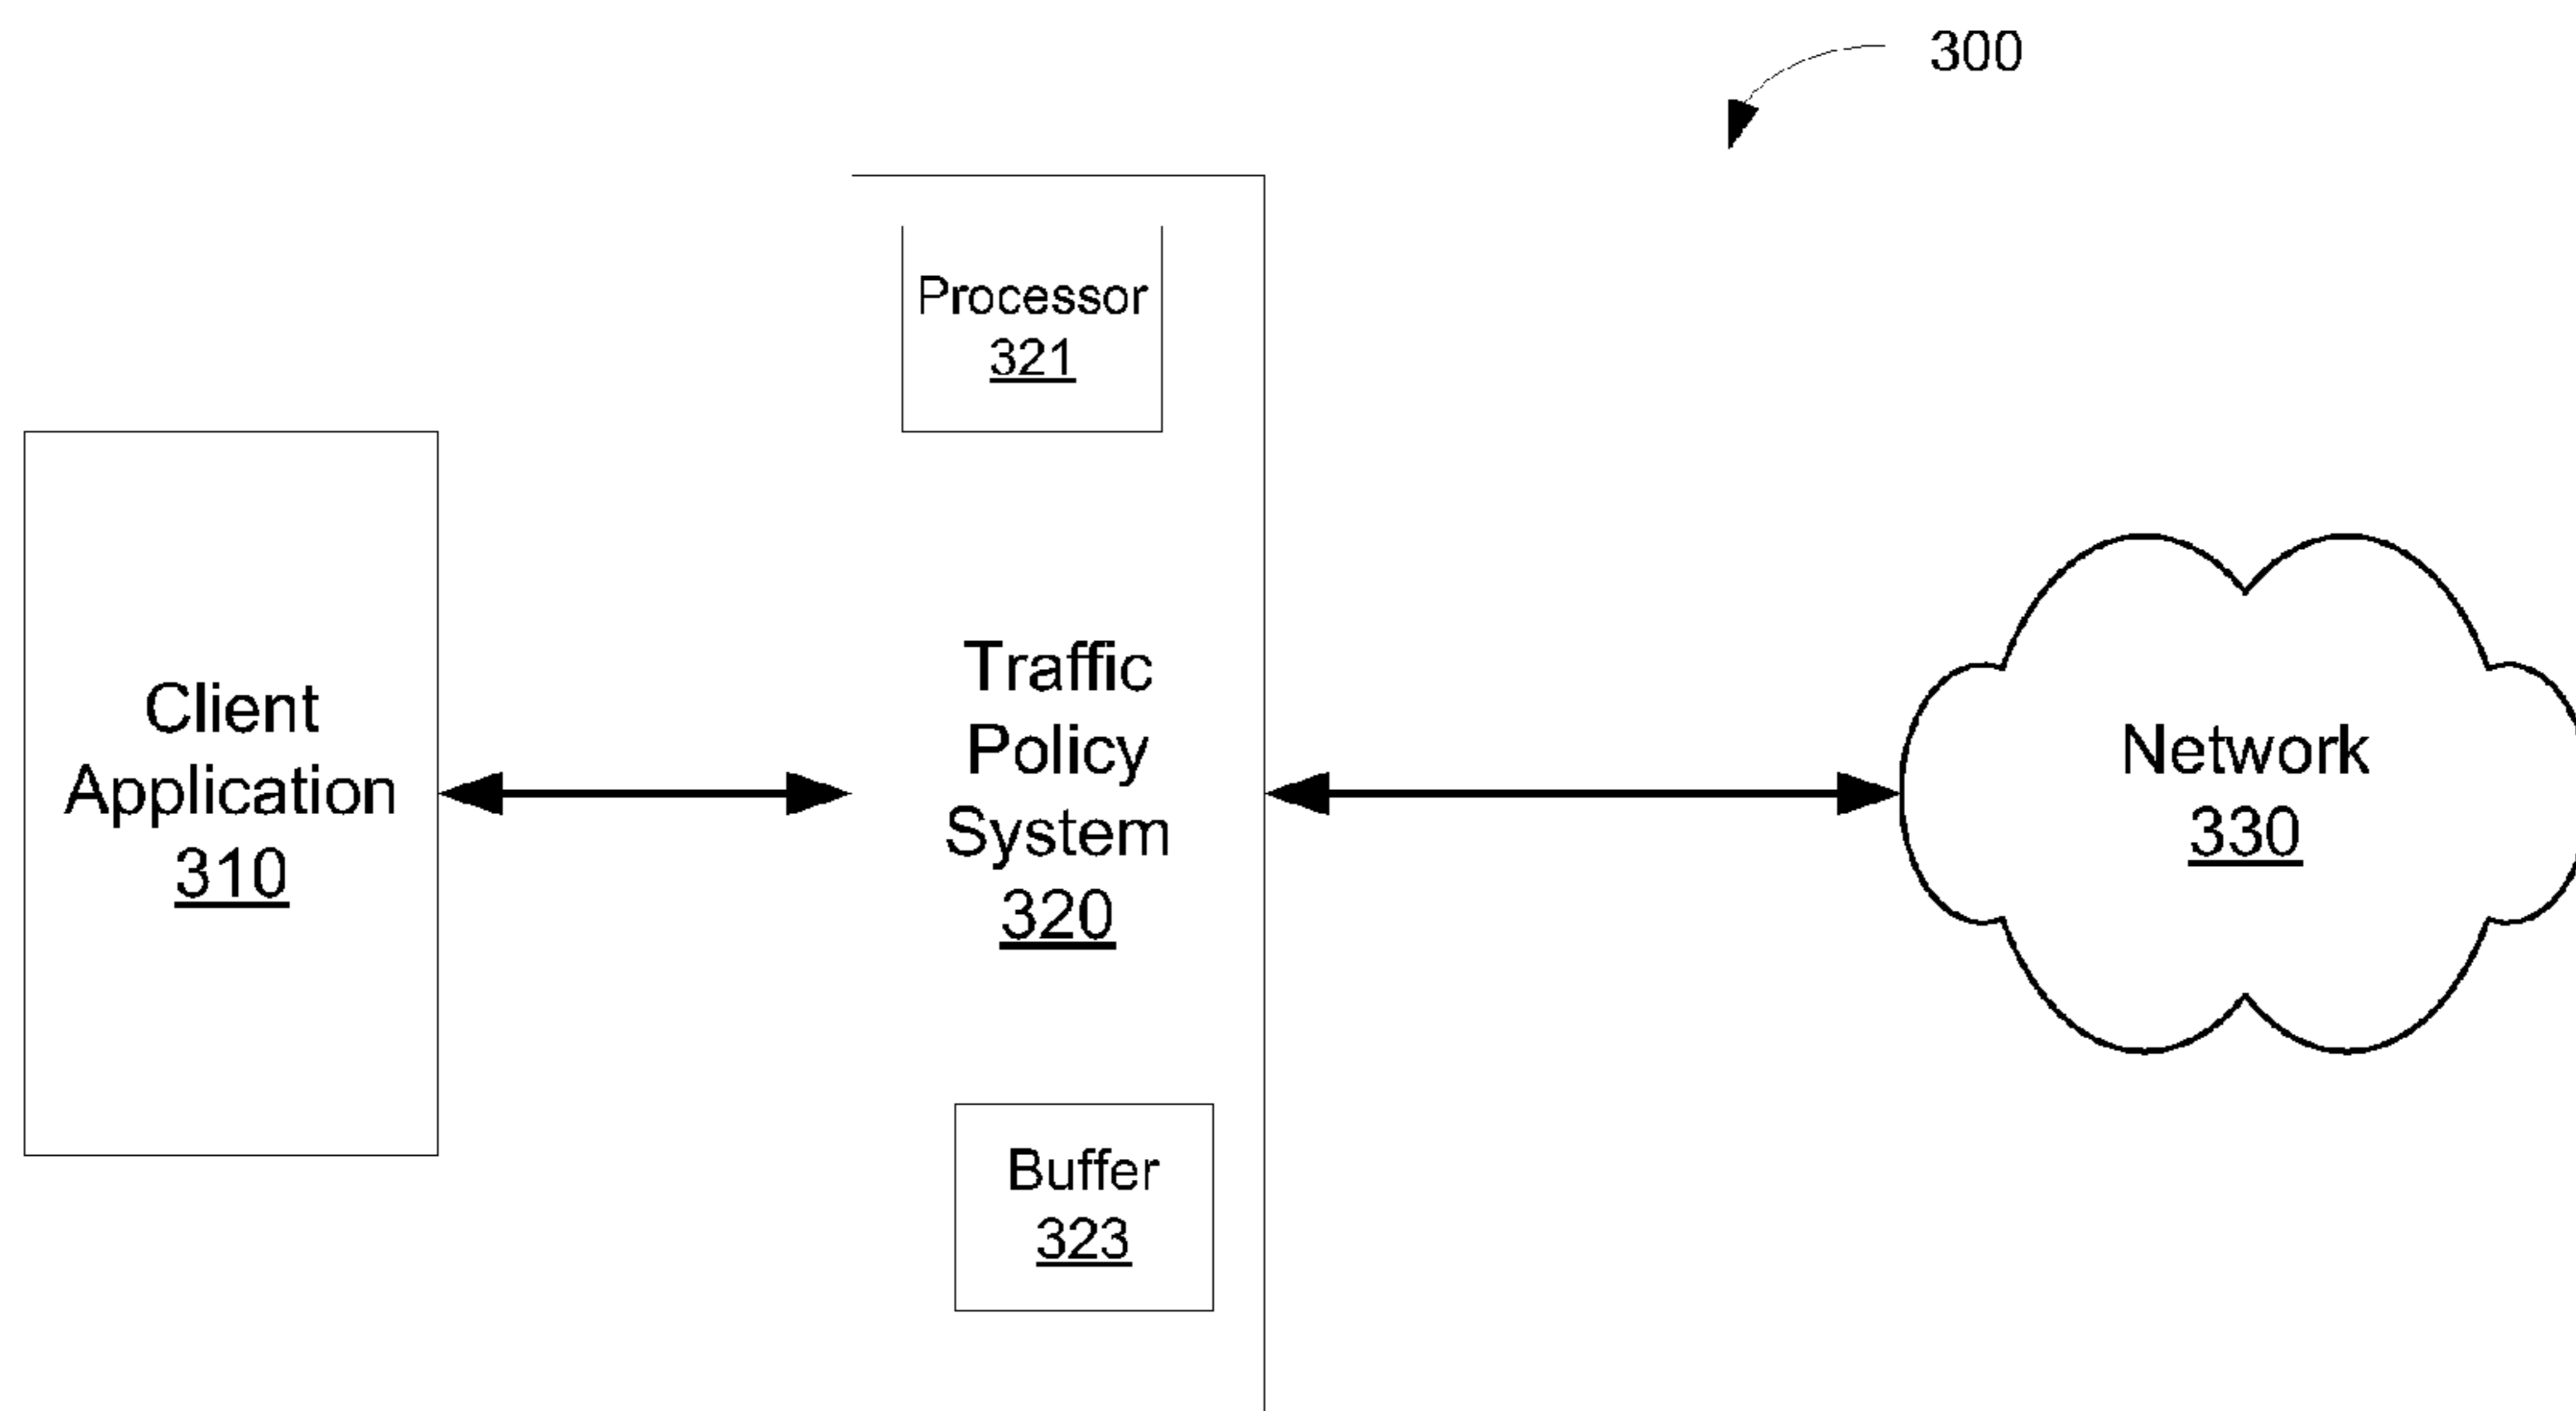 300
Processor
321
Client
Application
310
Traffic
Policy
System
320
Network
330
Buffer
323